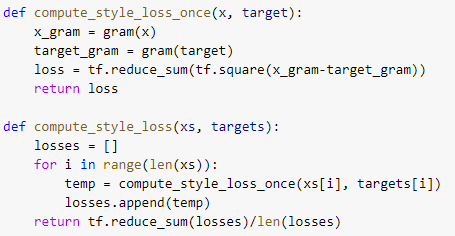 def compute_style_loss_once(x, target):
    x_gram = gram(x)
    target_gram = gram(target)
    loss = tf.reduce_sum(tf.square(x_gram-target_gram))
    return loss

def compute_style_loss(xs, targets):
    losses = []
    for i in range(len(xs)):
        temp = compute_style_loss_once(xs[i], targets[i])
        losses.append(temp)
    return tf.reduce_sum(losses)/len(losses)